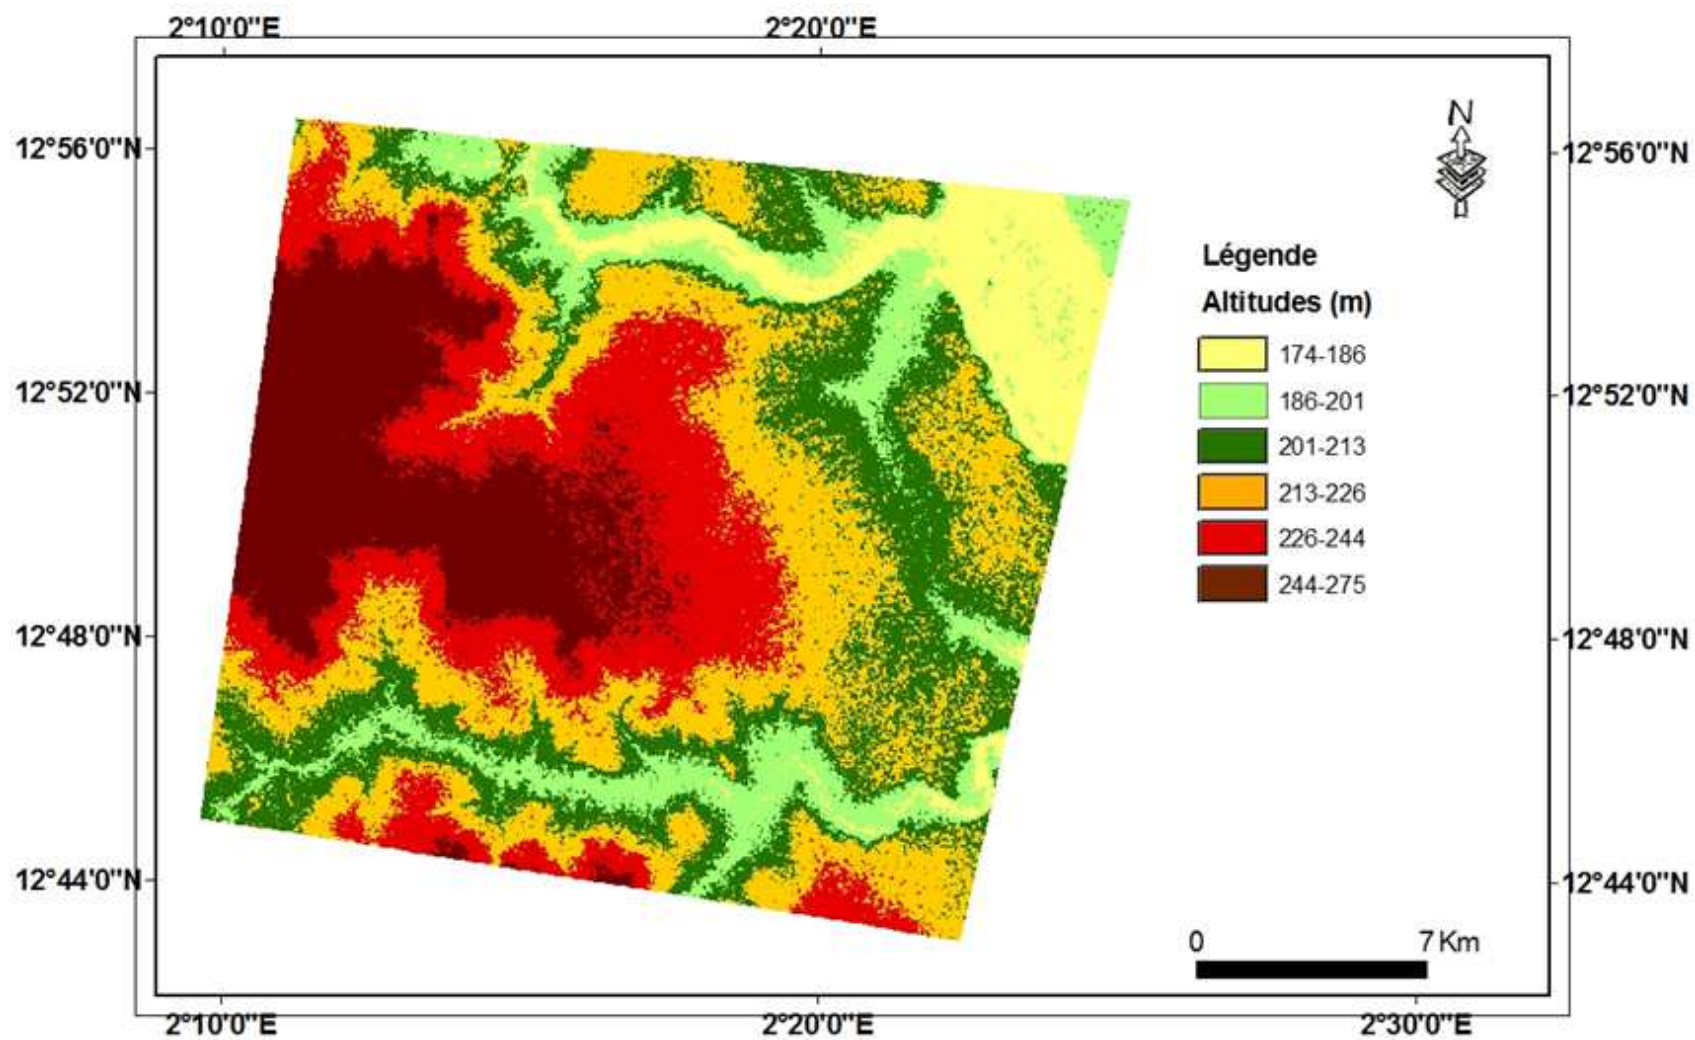 2°10'0"E 2°20'0"E
N
12°56'0"N 12°56'0"N
Légende
Altitudes (m)
174-186
12°52'0"N 12°52'0"N
186-201
201-213
213-226
226-244
244-275
12°48'0"N 12°48'0"N
12°44'0"N 12°44'0"N
0 7 Km
2°10'0"E 2°20'0"E 2°30'0"E